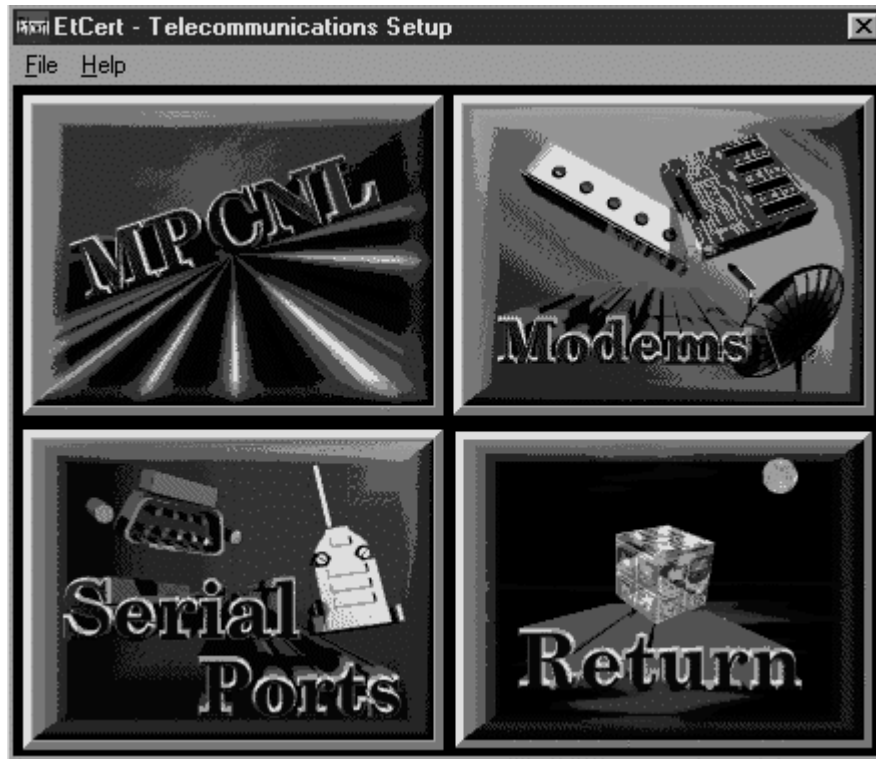 EtCert - Telecommunications Setup
File Help
MPCNL
Modems
Serial
Ports
Return